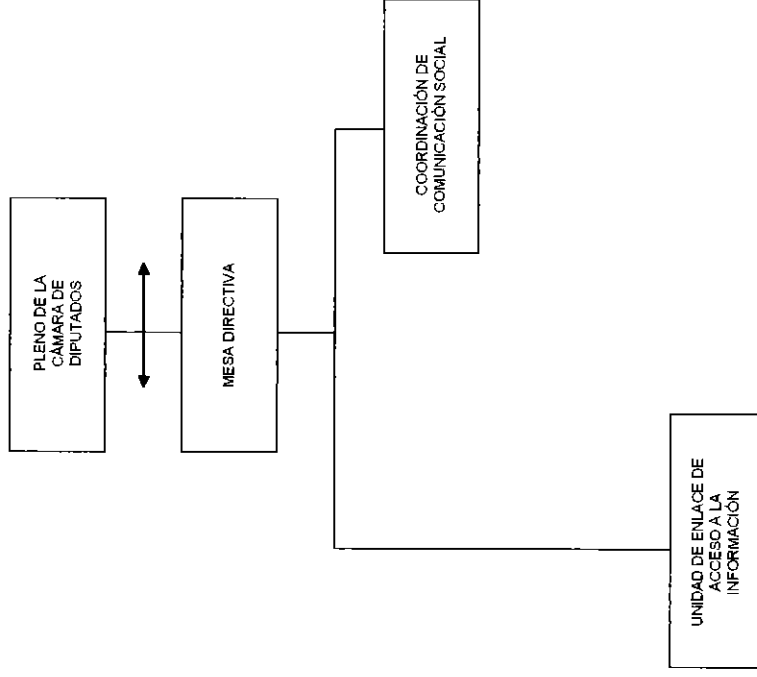 PLENO DE LA
CÁMARA DE
DIPUTADOS
MESA DIRECTIVA
COORDINACIÓN DE
COMUNICACIÓN SOCIAL
UNIDAD DE ENLACE DE
ACCESO A LA
INFORMACIÓN